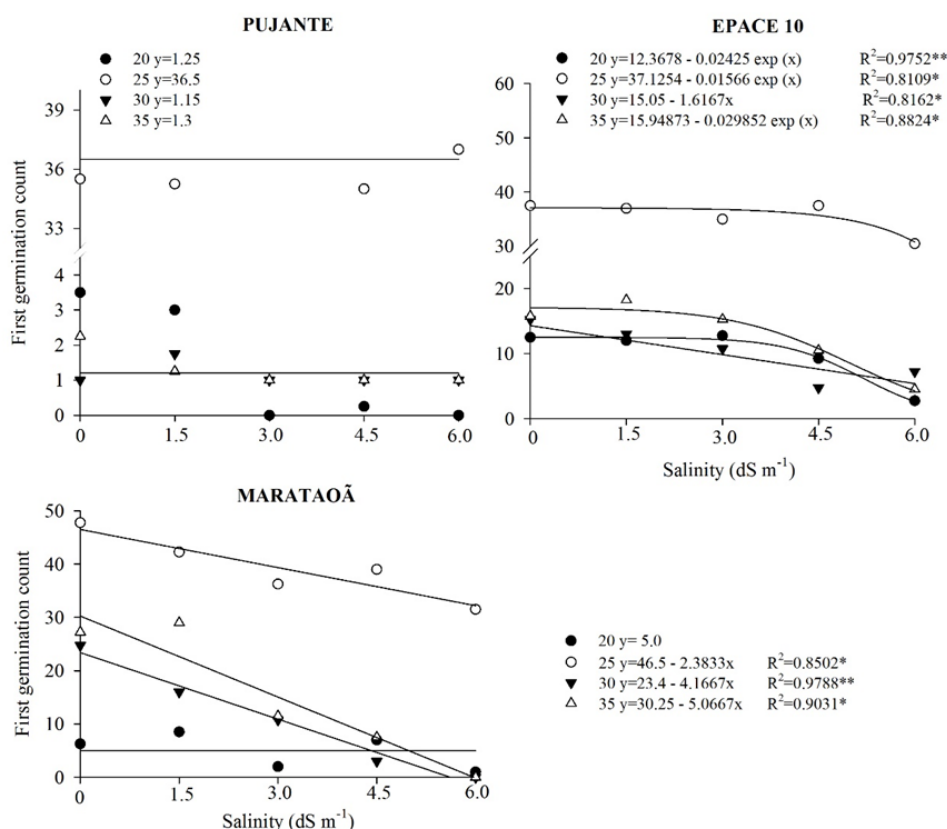 PUJANTE
20 y=1.25
25 y=36.5
30 y=1.15
35 y=1.3
First germination count
39
36
33
4
3
2
1
0
0 1.5 3.0 4.5 6.0
EPACE 10
20 y=12.3678 - 0.02425 exp (x) R²=0.9752**
25 y=37.1254 - 0.01566 exp (x) R²=0.8109*
30 y=15.05 - 1.6167x R²=0.8162*
35 y=15.94873 - 0.029852 exp (x) R²=0.8824*
60
50
40
30
20
10
0
0 1.5 3.0 4.5 6.0
Salinity (dS m⁻¹)
MARATAOÃ
First germination count
50
40
30
20
10
0
0 1.5 3.0 4.5 6.0
Salinity (dS m⁻¹)
20 y= 5.0
25 y=46.5 - 2.3833x R²=0.8502*
30 y=23.4 - 4.1667x R²=0.9788**
35 y=30.25 - 5.0667x R²=0.9031*